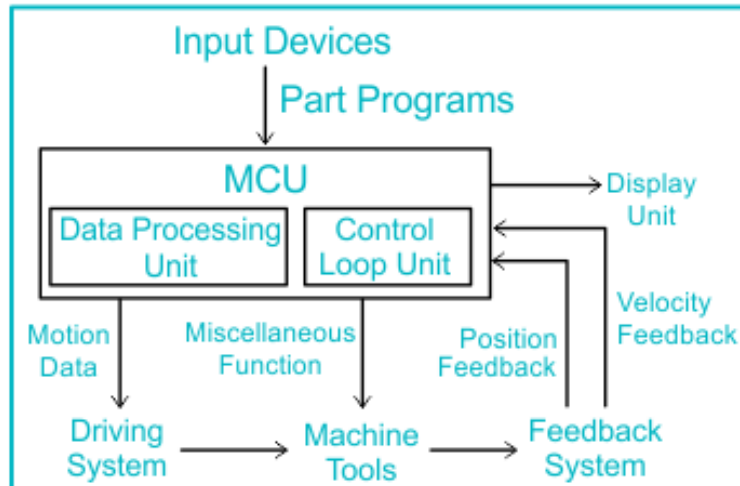 Input Devices
Part Programs
MCU
Data Processing
Unit
Control
Loop Unit
Display
Unit
Motion
Data
Miscellaneous
Function
Position
Feedback
Velocity
Feedback
Driving
System
Machine
Tools
Feedback
System